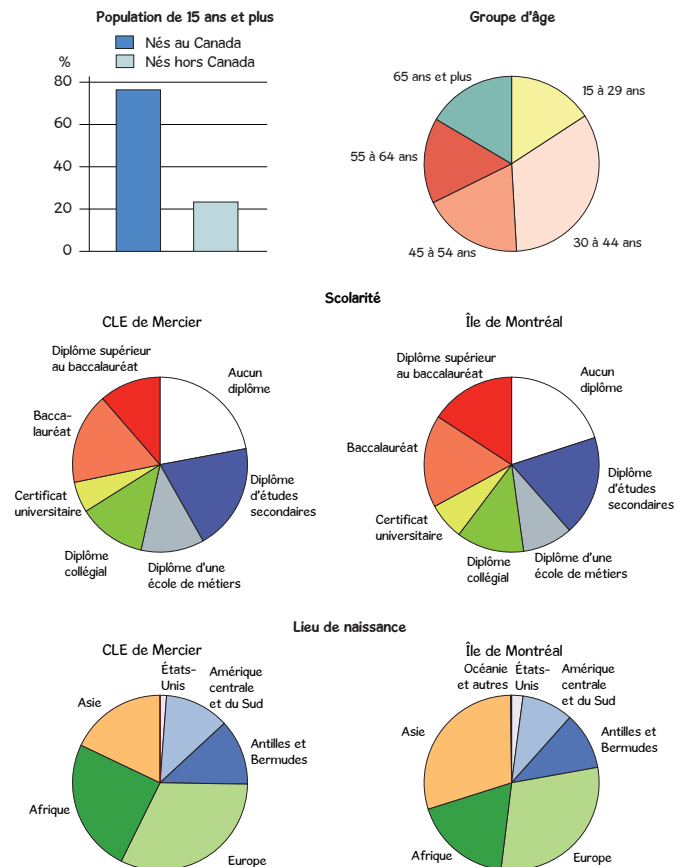 Population de 15 ans et plus
Nés au Canada
Nés hors Canada
%
80
60
40
20
0
Groupe d'âge
65 ans et plus
15 à 29 ans
55 à 64 ans
45 à 54 ans
30 à 44 ans
Scolarité
CLE de Mercier
Diplôme supérieur
au baccalauréat
Aucun
diplôme
Bacca-
lauréat
Certificat
universitaire
Diplôme
d'études
secondaires
Diplôme
collégial
Diplôme d'une
école de métiers
Île de Montréal
Diplôme supérieur
au baccalauréat
Aucun
diplôme
Baccalauréat
Certificat
universitaire
Diplôme
d'études
secondaires
Diplôme
collégial
Diplôme d'une
école de métiers
Lieu de naissance
CLE de Mercier
États-
Unis
Amérique
centrale
et du Sud
Asie
Antilles et
Bermudes
Afrique
Europe
Île de Montréal
Océanie
et autres
États-
Unis
Amérique
centrale
et du Sud
Asie
Antilles et
Bermudes
Afrique
Europe